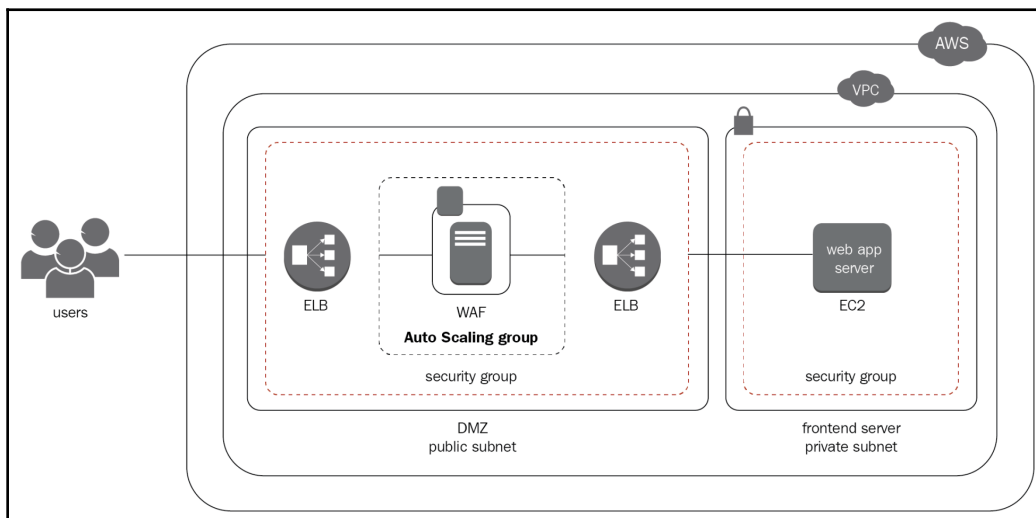 AWS
VPC
users
ELB
WAF
Auto Scaling group
ELB
security group
DMZ
public subnet
web app
server
EC2
security group
frontend server
private subnet